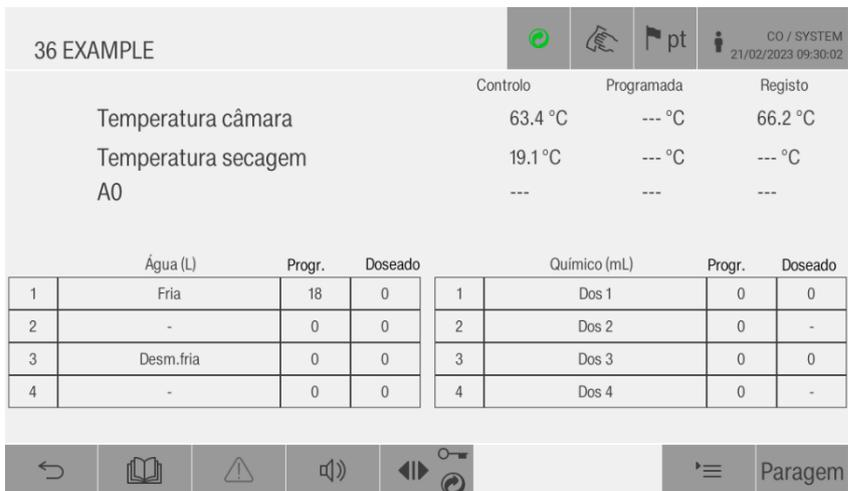 36 EXAMPLE
pt
CO / SYSTEM
21/02/2023 09:30:02
Controlo Programada Registo
Temperatura câmara 63.4 °C --- °C 66.2 °C
Temperatura secagem 19.1 °C --- °C --- °C
A0 --- --- ---
Água (L) Progr. Doseado Químico (mL) Progr. Doseado
1 Fria 18 0 1 Dos 1 0 0
2 - 0 0 2 Dos 2 0 -
3 Desm.fria 0 0 3 Dos 3 0 0
4 - 0 0 4 Dos 4 0 -
Paragem